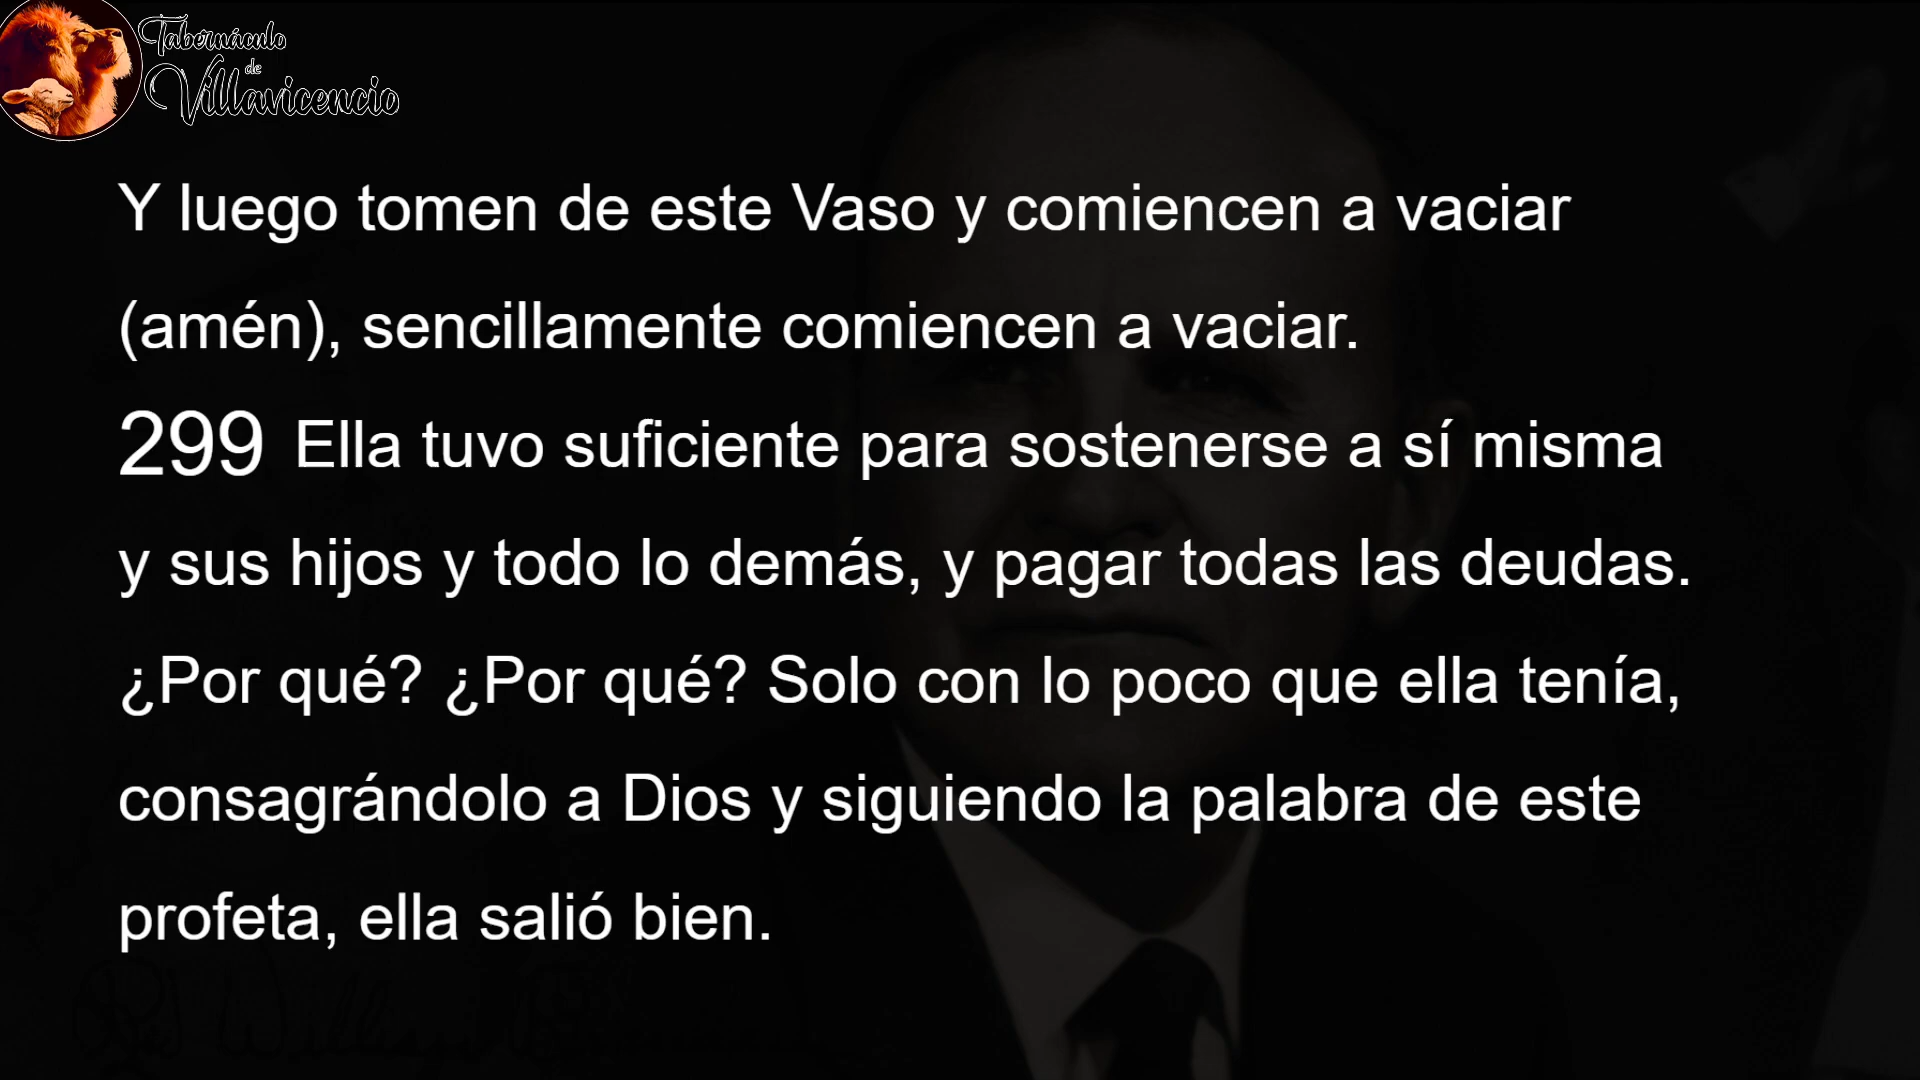 Tabernáculo
de
Villavicencio
Y luego tomen de este Vaso y comiencen a vaciar
(amén), sencillamente comiencen a vaciar.
299 Ella tuvo suficiente para sostenerse a sí misma
y sus hijos y todo lo demás, y pagar todas las deudas.
¿Por qué? ¿Por qué? Solo con lo poco que ella tenía,
consagrándolo a Dios y siguiendo la palabra de este
profeta, ella salió bien.